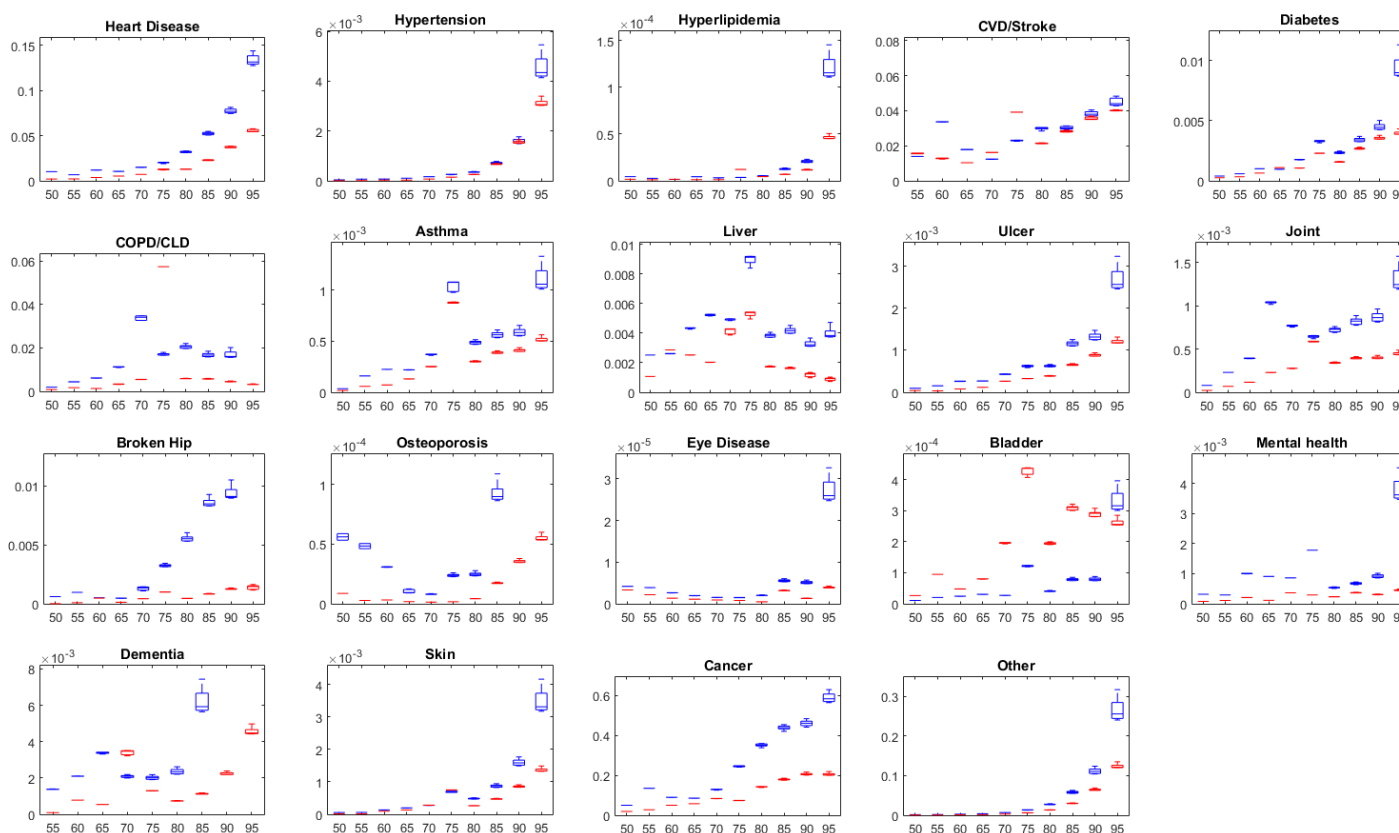 Heart Disease
0.15
0.1
0.05
0
50 55 60 65 70 75 80 85 90 95
Hypertension
×10⁻³
6
4
2
0
50 55 60 65 70 75 80 85 90 95
Hyperlipidemia
×10⁻⁴
1.5
1
0.5
0
50 55 60 65 70 75 80 85 90 95
CVD/Stroke
0.08
0.06
0.04
0.02
0
55 60 65 70 75 80 85 90 95
Diabetes
0.01
0.005
0
50 55 60 65 70 75 80 85 90
COPD/CLD
0.06
0.04
0.02
0
50 55 60 65 70 75 80 85 90 95
Asthma
×10⁻³
1
0.5
0
50 55 60 65 70 75 80 85 90 95
Liver
0.01
0.008
0.006
0.004
0.002
0.000
50 55 60 65 70 75 80 85 90 95
Ulcer
×10⁻³
3
2
1
0
50 55 60 65 70 75 80 85 90 95
Joint
×10⁻³
1.5
1
0.5
0
50 55 60 65 70 75 80 85 90
Broken Hip
0.01
0.005
0
50 55 60 65 70 75 80 85 90 95
Osteoporosis
×10⁻⁴
1
0.5
0
50 55 60 65 70 75 80 85 90 95
Eye Disease
×10⁻⁵
3
2
1
0
50 55 60 65 70 75 80 85 90 95
Bladder
×10⁻⁴
4
3
2
1
0
50 55 60 65 70 75 80 85 90 95
Mental health
×10⁻³
4
3
2
1
0
50 55 60 65 70 75 80 85 90
Dementia
×10⁻³
8
6
4
2
0
55 60 65 70 75 80 85 90 95
Skin
×10⁻³
4
3
2
1
0
50 55 60 65 70 75 80 85 90 95
Cancer
0.6
0.4
0.2
0
50 55 60 65 70 75 80 85 90 95
Other
0.3
0.2
0.1
0
50 55 60 65 70 75 80 85 90 95